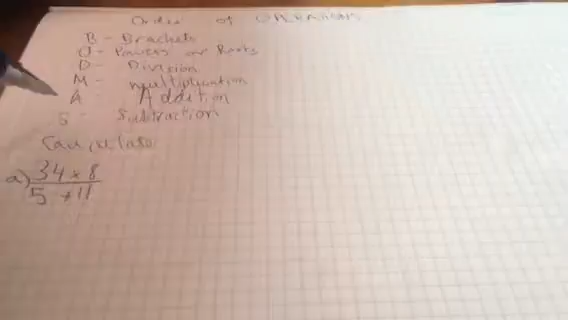 Order of OPERATIONS
B - Brackets
O - Powers or Roots
D - Division
M - multiplication
A Addition
S - Subtraction
Calculate
a) 34 × 8
5 + 11